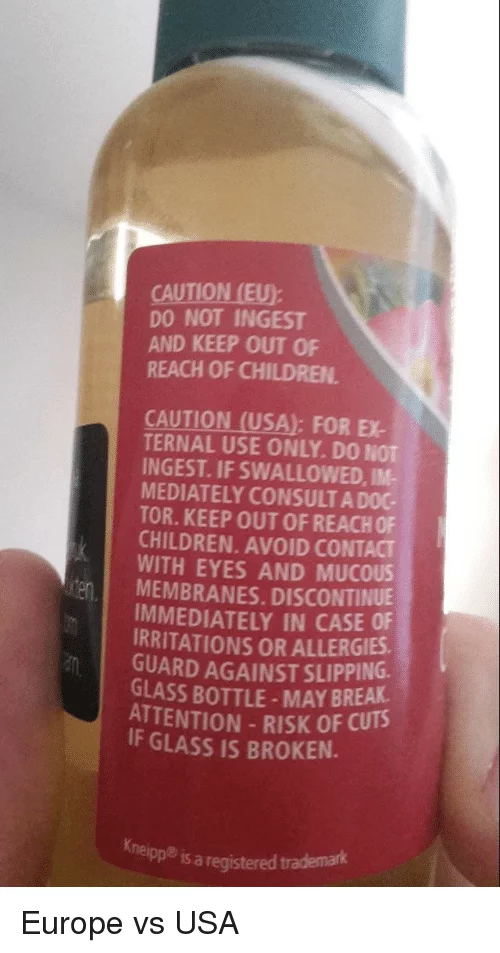 CAUTION (EU):
DO NOT INGEST
AND KEEP OUT OF
REACH OF CHILDREN.
CAUTION (USA): FOR EX-
TERNAL USE ONLY. DO NOT
INGEST. IF SWALLOWED, IM-
MEDIATELY CONSULT A DOC-
TOR. KEEP OUT OF REACH OF
CHILDREN. AVOID CONTACT
WITH EYES AND MUCOUS
MEMBRANES. DISCONTINUE
IMMEDIATELY IN CASE OF
IRRITATIONS OR ALLERGIES.
GUARD AGAINST SLIPPING.
GLASS BOTTLE - MAY BREAK.
ATTENTION - RISK OF CUTS
IF GLASS IS BROKEN.
Kneipp® is a registered trademark
Europe vs USA